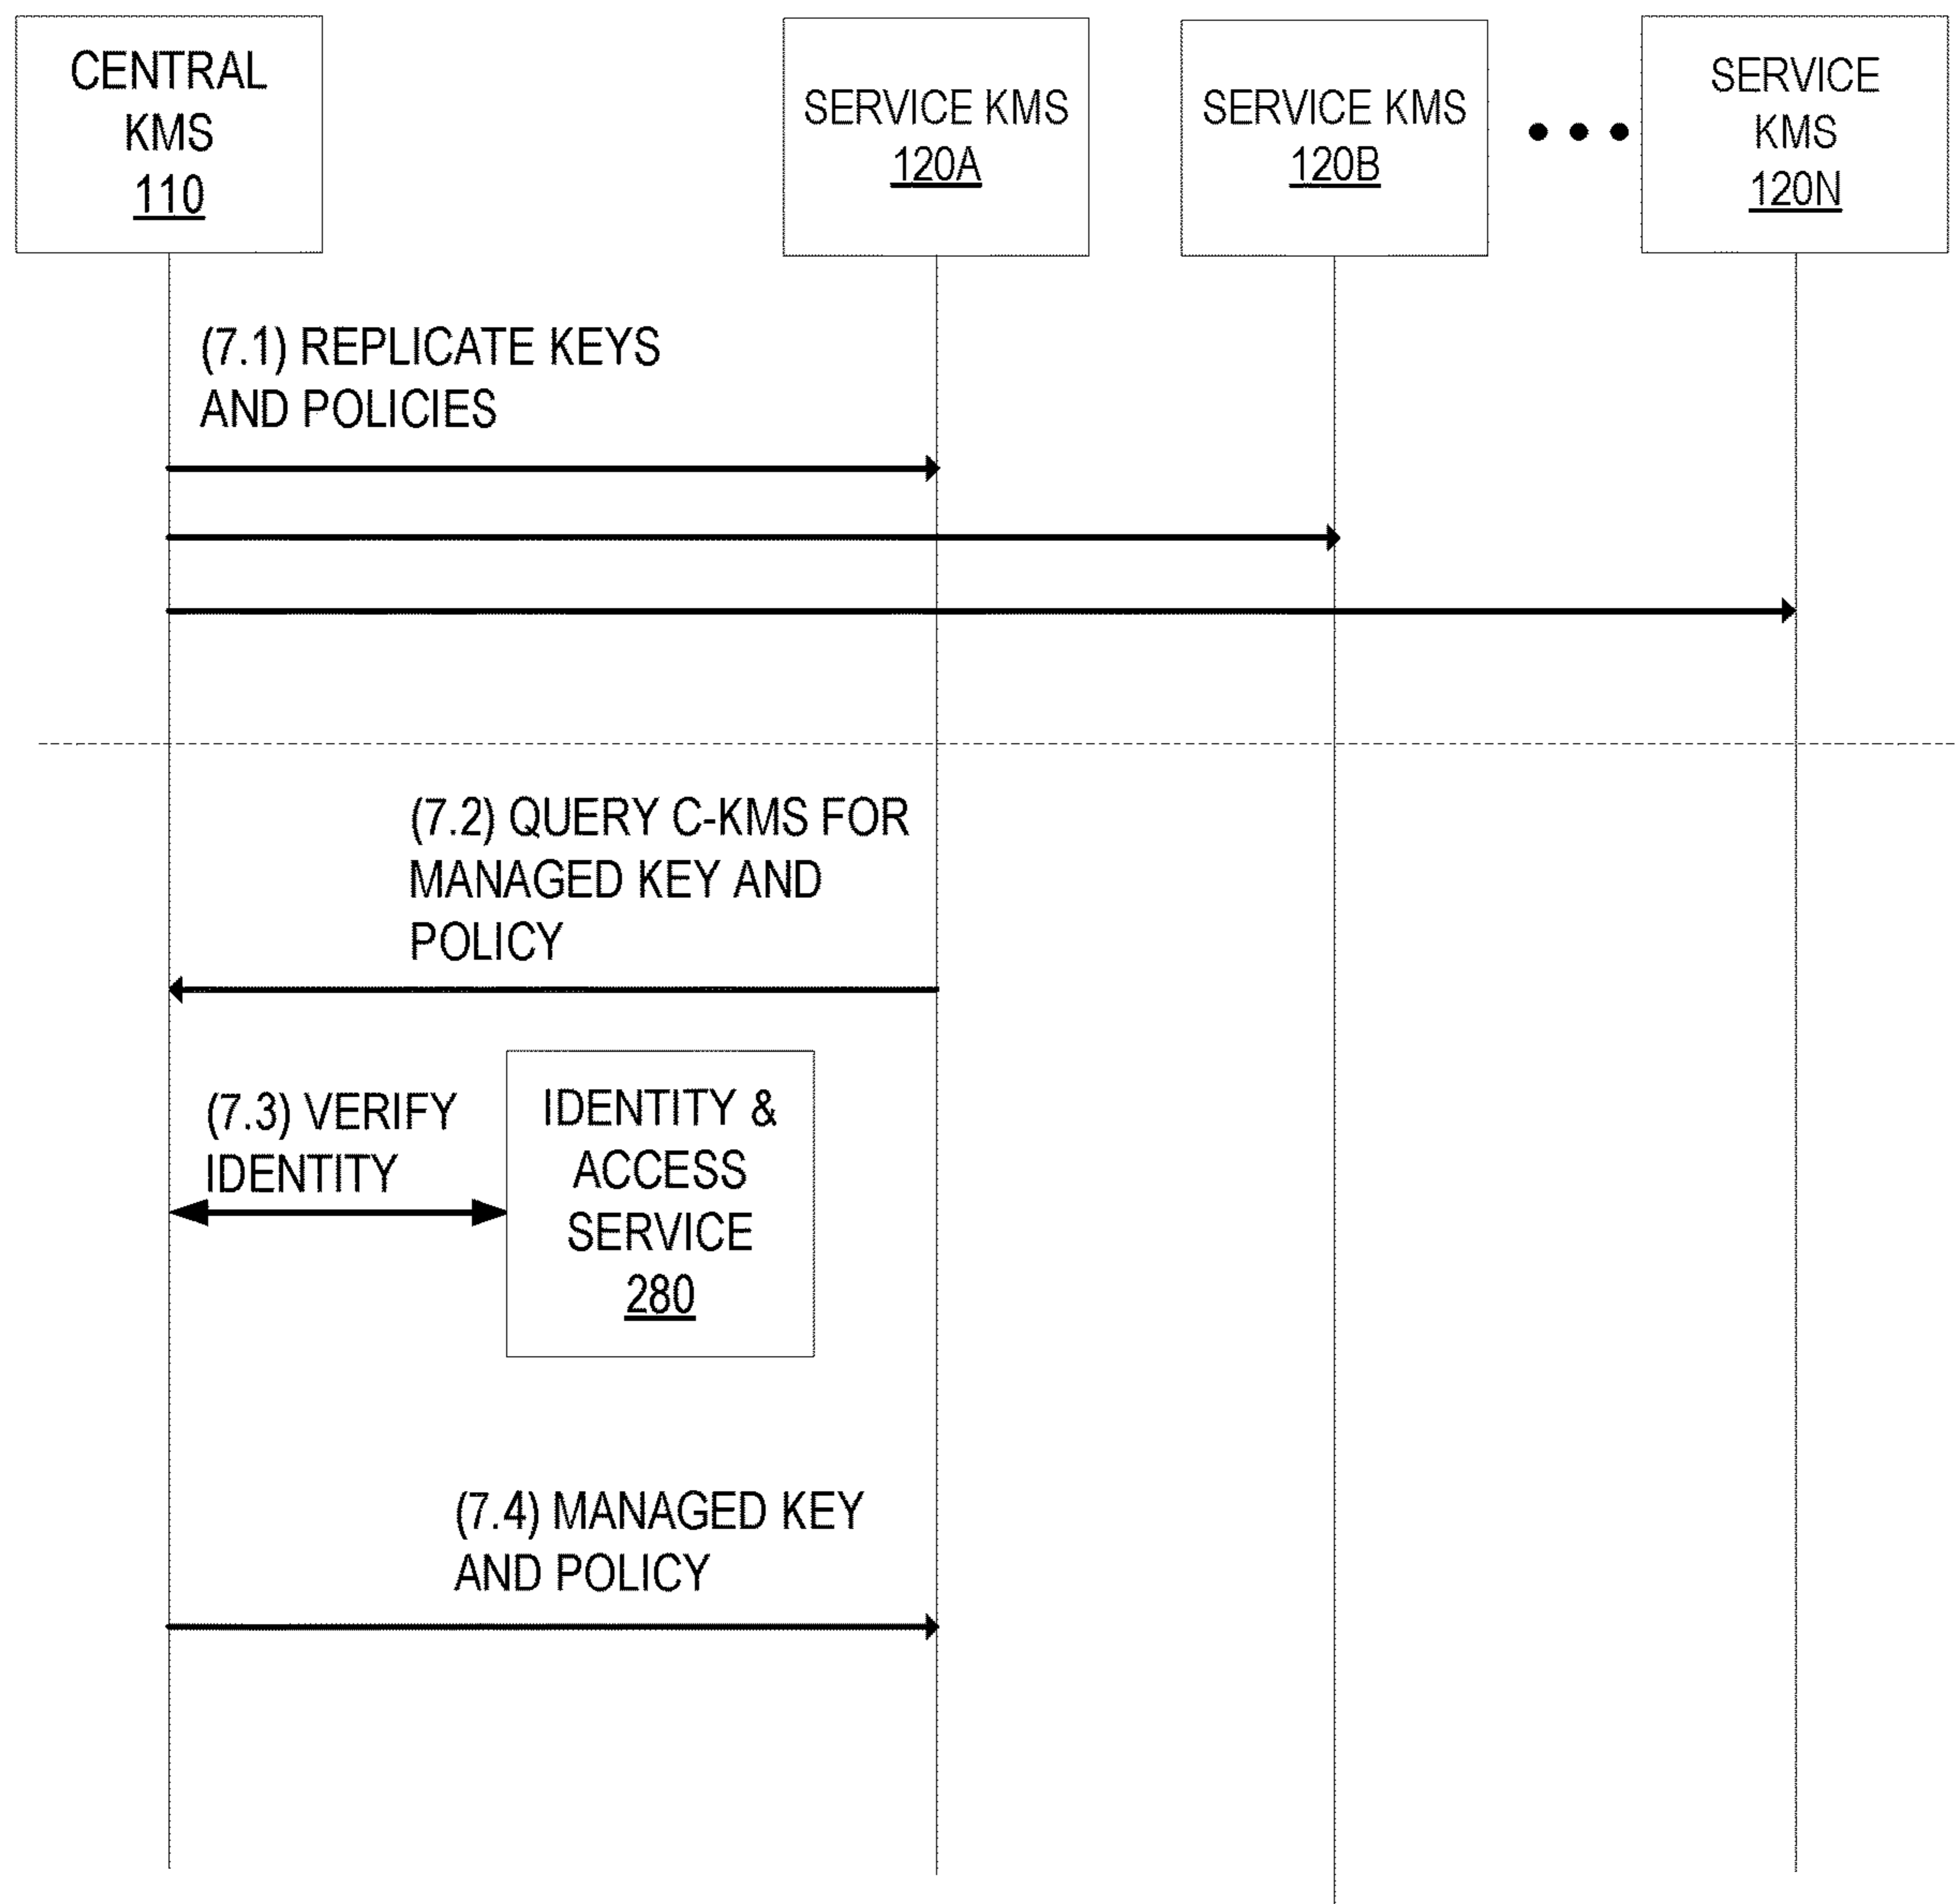 CENTRAL
KMS
110
SERVICE KMS
120A
SERVICE KMS
120B
SERVICE
KMS
120N
(7.1) REPLICATE KEYS
AND POLICIES
(7.2) QUERY C-KMS FOR
MANAGED KEY AND
POLICY
(7.3) VERIFY
IDENTITY
IDENTITY &
ACCESS
SERVICE
280
(7.4) MANAGED KEY
AND POLICY